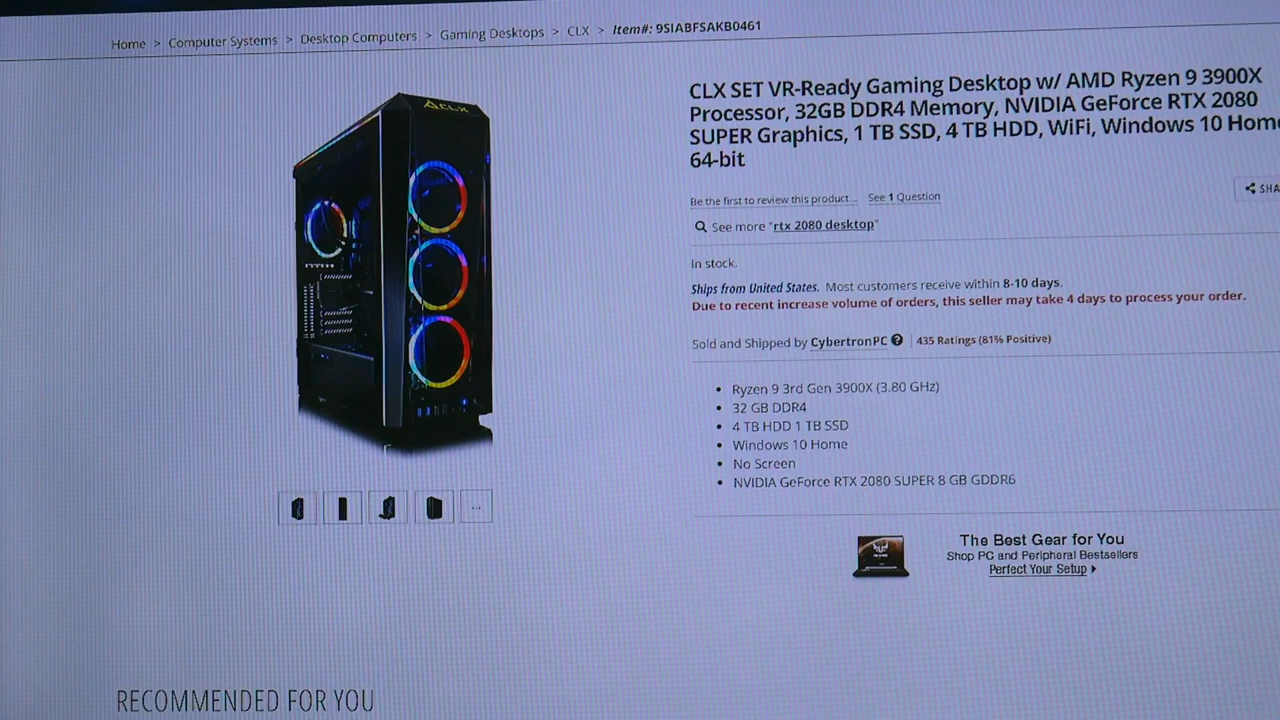 Home > Computer Systems > Desktop Computers > Gaming Desktops > CLX > Item#: 9SIABFSAKB0461
CLX
CLX SET VR-Ready Gaming Desktop w/ AMD Ryzen 9 3900X
Processor, 32GB DDR4 Memory, NVIDIA GeForce RTX 2080
SUPER Graphics, 1 TB SSD, 4 TB HDD, WiFi, Windows 10 Home
64-bit
SHA
Be the first to review this product... See 1 Question
See more "rtx 2080 desktop"
In stock.
Ships from United States. Most customers receive within 8-10 days.
Due to recent increase volume of orders, this seller may take 4 days to process your order.
Sold and Shipped by CybertronPC ? | 435 Ratings (81% Positive)
• Ryzen 9 3rd Gen 3900X (3.80 GHz)
• 32 GB DDR4
• 4 TB HDD 1 TB SSD
• Windows 10 Home
• No Screen
• NVIDIA GeForce RTX 2080 SUPER 8 GB GDDR6
...
The Best Gear for You
Shop PC and Peripheral Bestsellers
Perfect Your Setup
RECOMMENDED FOR YOU